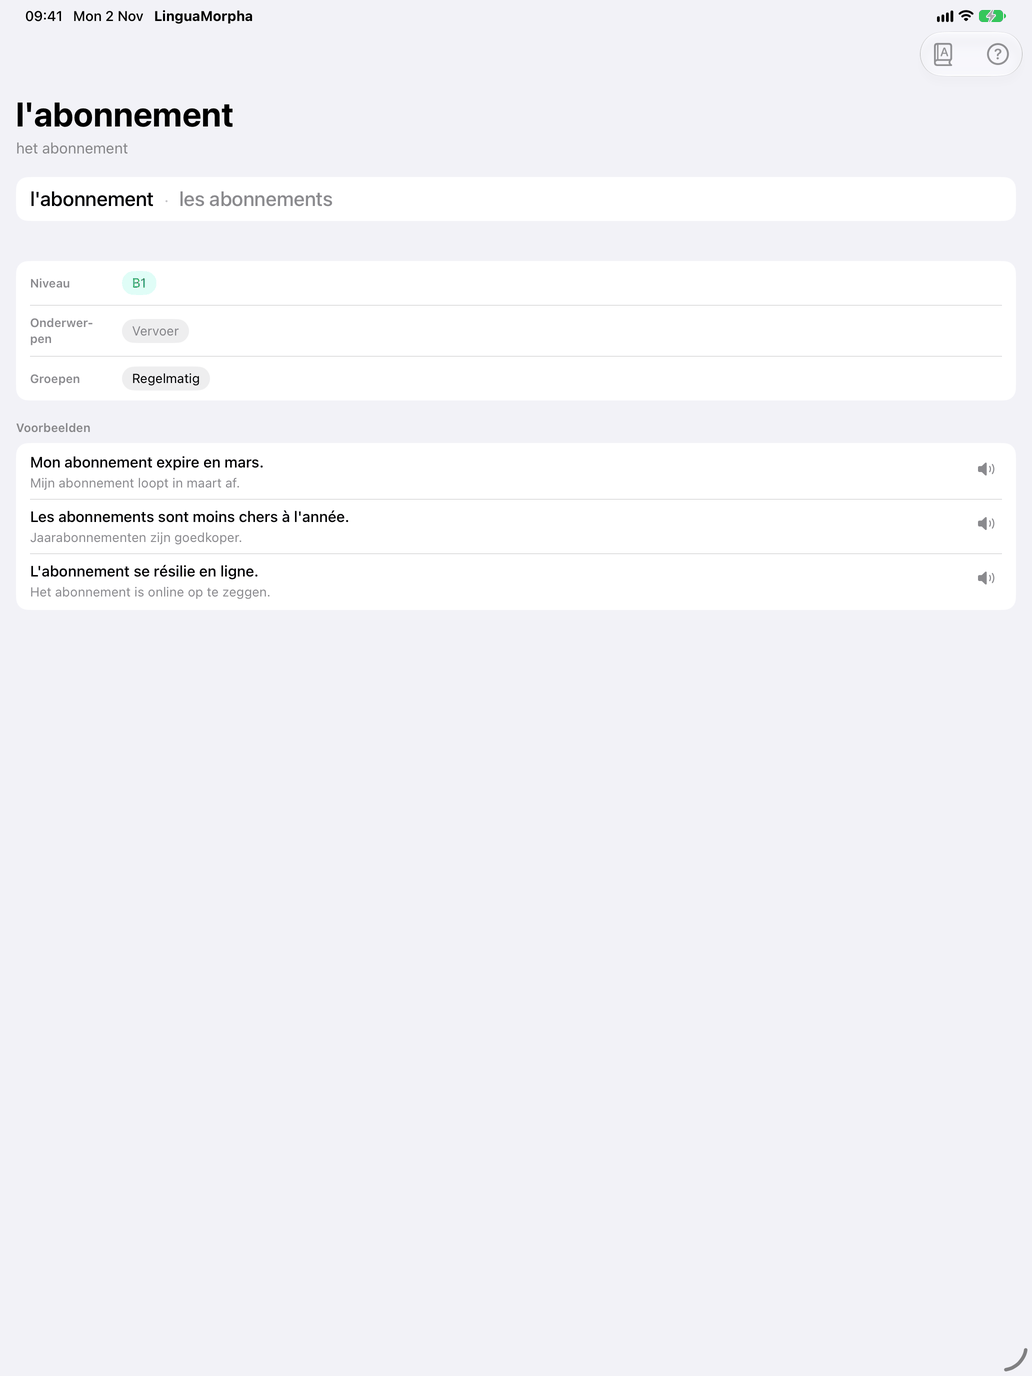 09:41 Mon 2 Nov LinguaMorpha
l'abonnement
het abonnement
l'abonnement · les abonnements
Niveau B1
Onderwer-
pen Vervoer
Groepen Regelmatig
Voorbeelden
Mon abonnement expire en mars.
Mijn abonnement loopt in maart af.
Les abonnements sont moins chers à l'année.
Jaarabonnementen zijn goedkoper.
L'abonnement se résilie en ligne.
Het abonnement is online op te zeggen.